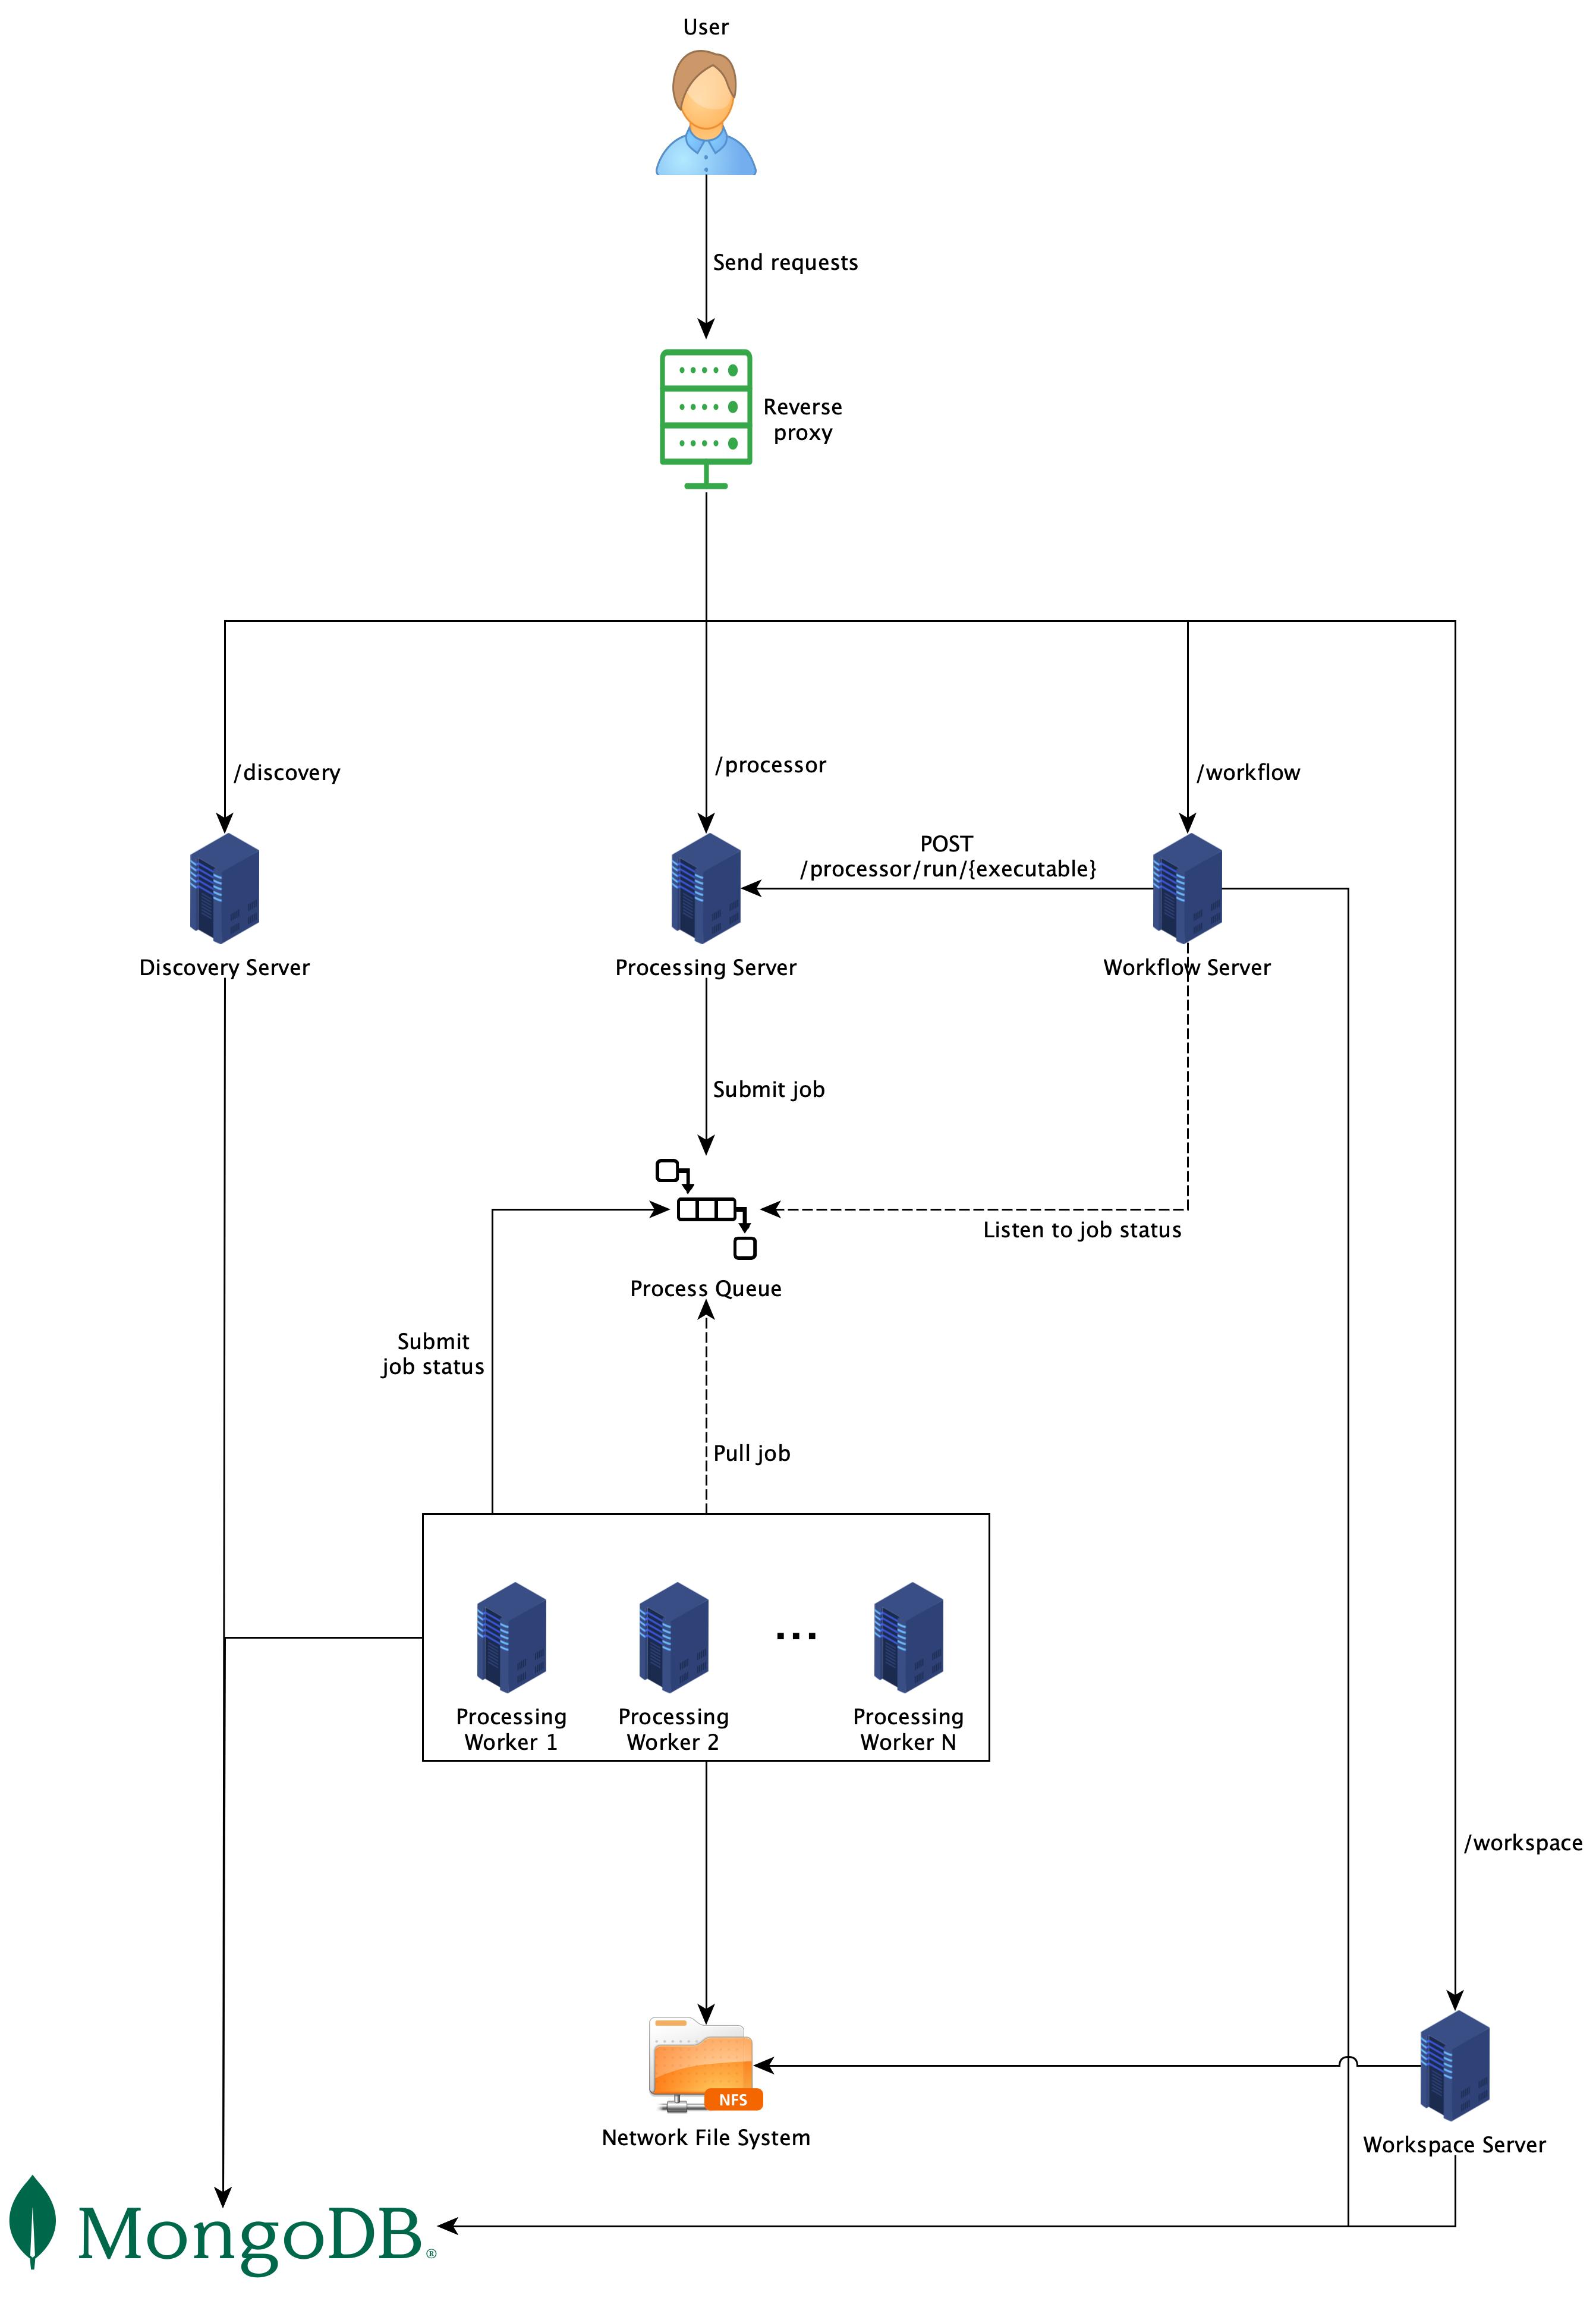 User
Send requests
Reverse
proxy
/discovery
/processor
/workflow
POST
/processor/run/{executable}
Discovery Server
Processing Server
Workflow Server
Submit job
Listen to job status
Process Queue
Submit
job status
Pull job
...
Processing
Worker 1
Processing
Worker 2
Processing
Worker N
/workspace
NFS
Network File System
Workspace Server
MongoDB®